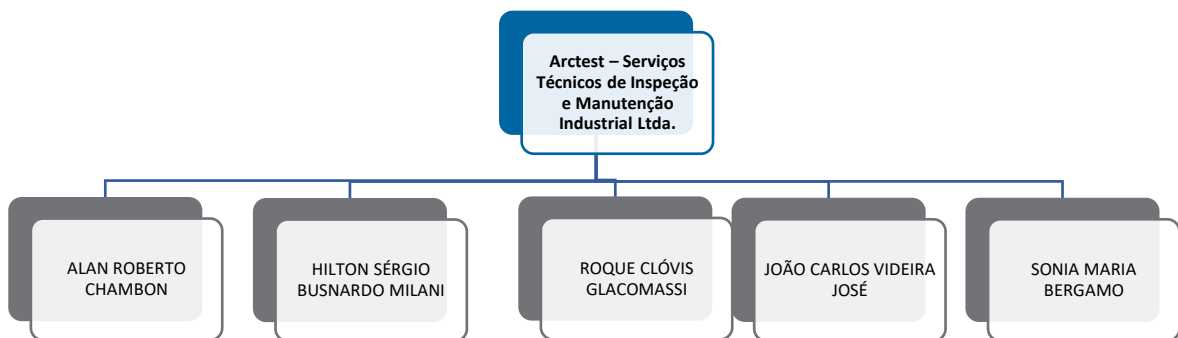 Arctest – Serviços
Técnicos de Inspeção
e Manutenção
Industrial Ltda.
ALAN ROBERTO
CHAMBON
HILTON SÉRGIO
BUSNARDO MILANI
ROQUE CLÓVIS
GLACOMASSI
JOÃO CARLOS VIDEIRA
JOSÉ
SONIA MARIA
BERGAMO